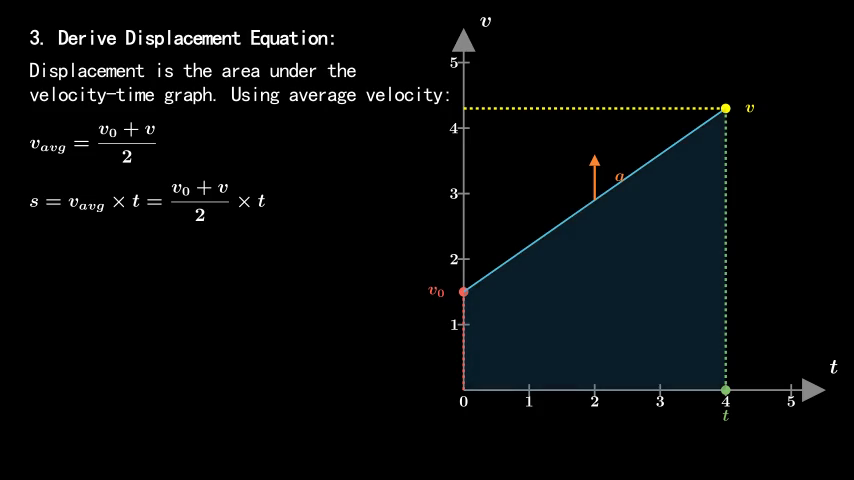 3. Derive Displacement Equation:
Displacement is the area under the
velocity-time graph. Using average velocity:
v_{avg} = \frac{v_0 + v}{2}
s = v_{avg} × t = \frac{v_0 + v}{2} × t
v
5
4
v
3
a
2
v_0
1
t
0 1 2 3 4 5
t